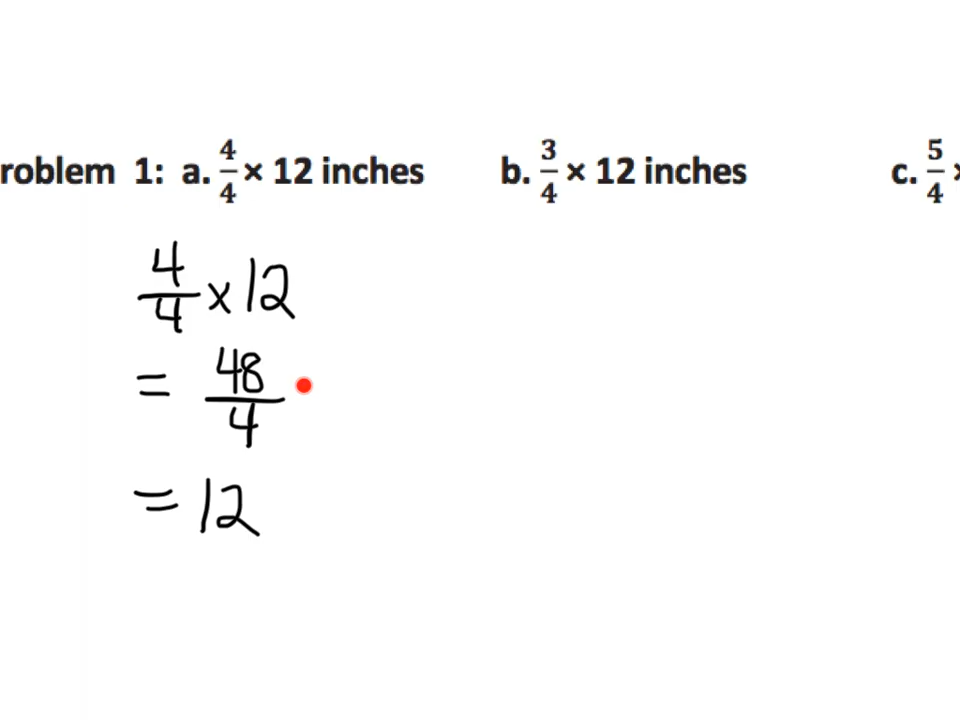 roblem 1: a. 4/4 × 12 inches b. 3/4 × 12 inches c. 5/4 ×
4/4 × 12
= 48/4
= 12